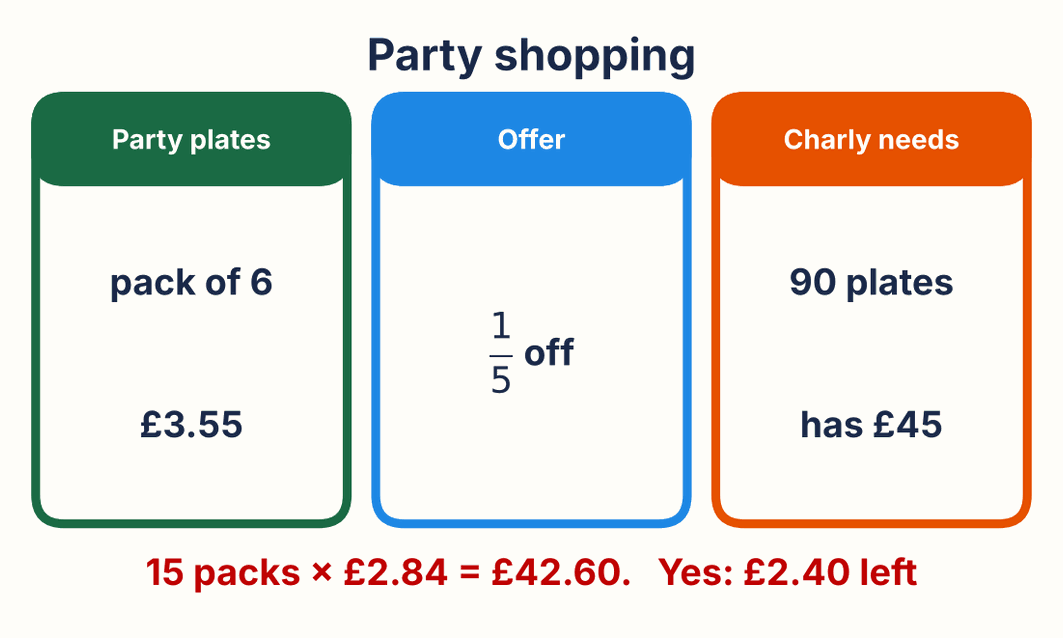 Party shopping
Party plates
pack of 6
£3.55
Offer
1/5 off
Charly needs
90 plates
has £45
15 packs × £2.84 = £42.60. Yes: £2.40 left